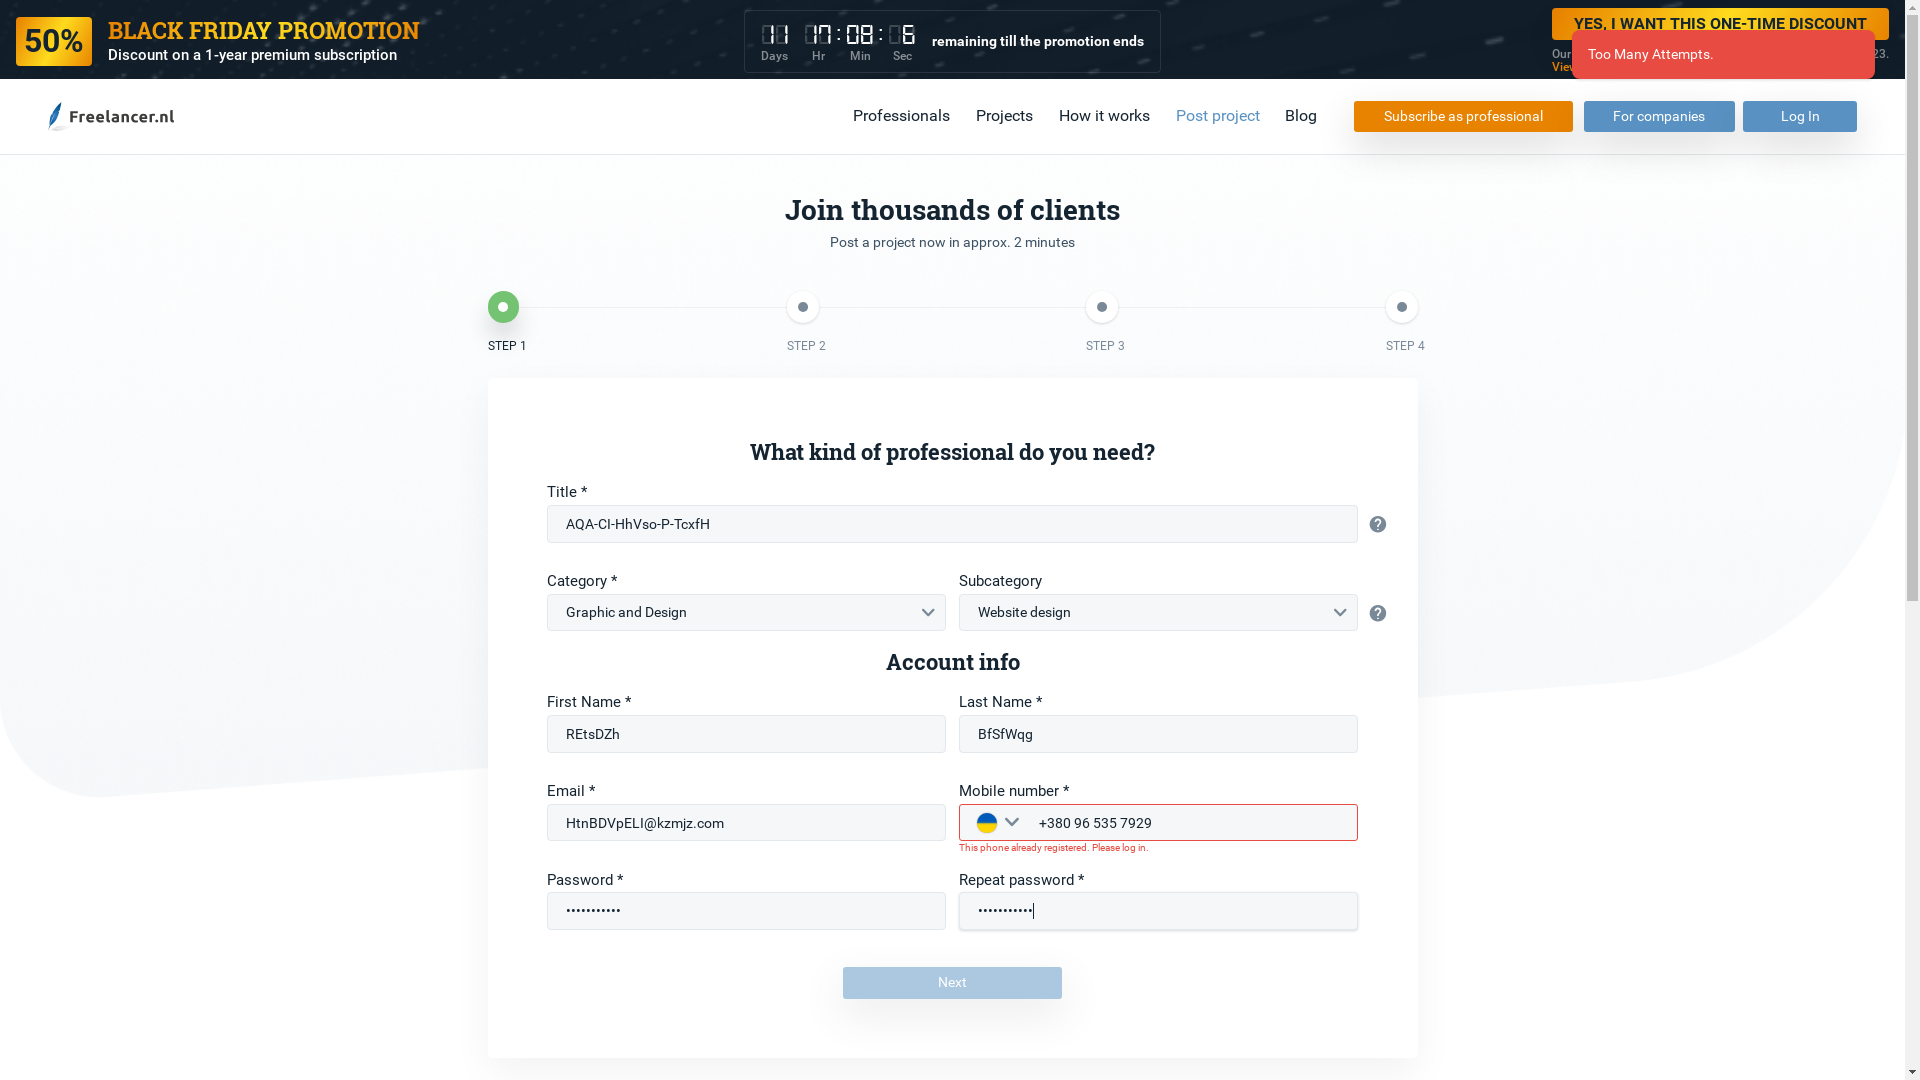 50%
BLACK FRIDAY PROMOTION
Discount on a 1-year premium subscription
11 17:08:6
Days Hr Min Sec
remaining till the promotion ends
YES, I WANT THIS ONE-TIME DISCOUNT
Our
23.
View
Too Many Attempts.
Freelancer.nl
Professionals
Projects
How it works
Post project
Blog
Subscribe as professional
For companies
Log In
Join thousands of clients
Post a project now in approx. 2 minutes
STEP 1
STEP 2
STEP 3
STEP 4
What kind of professional do you need?
Title *
AQA-CI-HhVso-P-TcxfH
Category *
Subcategory
Graphic and Design
Website design
Account info
First Name *
Last Name *
REtsDZh
BfSfWqg
Email *
Mobile number *
HtnBDVpELI@kzmjz.com
+380 96 535 7929
This phone already registered. Please log in.
Password *
Repeat password *
•••••••••••
•••••••••••
Next